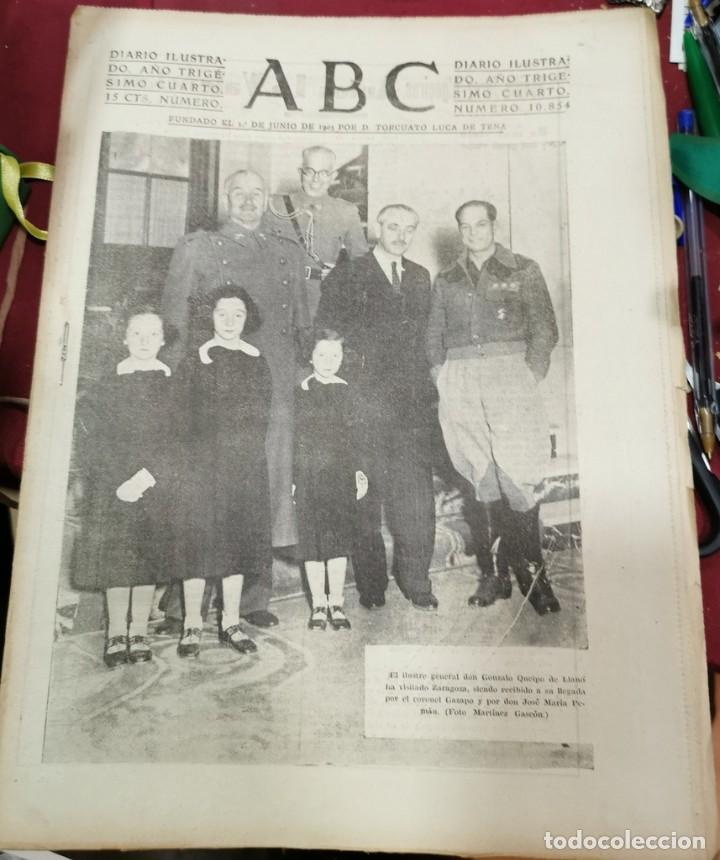 DIARIO ILUSTRA-
DO. AÑO TRIGE-
SIMO CUARTO.
15 CTS. NUMERO.
ABC
DIARIO ILUSTRA-
DO. AÑO TRIGE-
SIMO CUARTO.
NUMERO 10.854
FUNDADO EL 1.º DE JUNIO DE 1905 POR D. TORCUATO LUCA DE TENA
El ilustre general don Gonzalo Queipo de Llano
ha visitado Zaragoza, siendo recibido a su llegada
por el coronel Gazapo y por don José María Pe-
mán. (Foto Martínez Gascón.)
todocoleccion